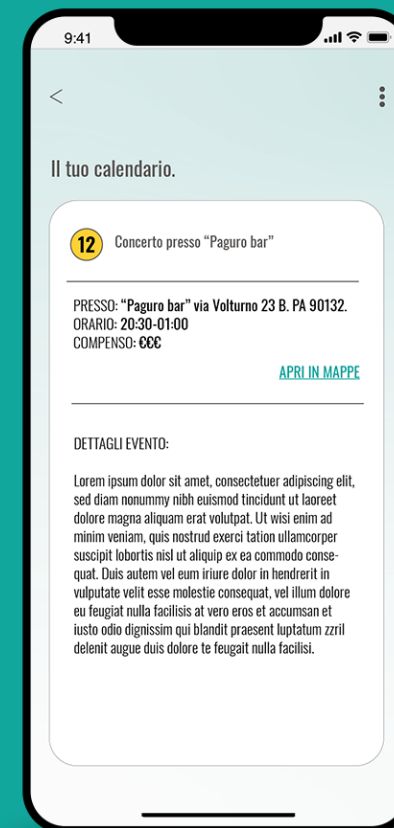 9:41
Il tuo calendario.
12 Concerto presso “Paguro bar”
PRESSO: “Paguro bar” via Volturno 23 B. PA 90132.
ORARIO: 20:30-01:00
COMPENSO: €€€
APRI IN MAPPE
DETTAGLI EVENTO:
Lorem ipsum dolor sit amet, consectetuer adipiscing elit,
sed diam nonummy nibh euismod tincidunt ut laoreet
dolore magna aliquam erat volutpat. Ut wisi enim ad
minim veniam, quis nostrud exerci tation ullamcorper
suscipit lobortis nisl ut aliquip ex ea commodo conse-
quat. Duis autem vel eum iriure dolor in hendrerit in
vulputate velit esse molestie consequat, vel illum dolore
eu feugiat nulla facilisis at vero eros et accumsan et
iusto odio dignissim qui blandit praesent luptatum zzril
delenit augue duis dolore te feugait nulla facilisi.